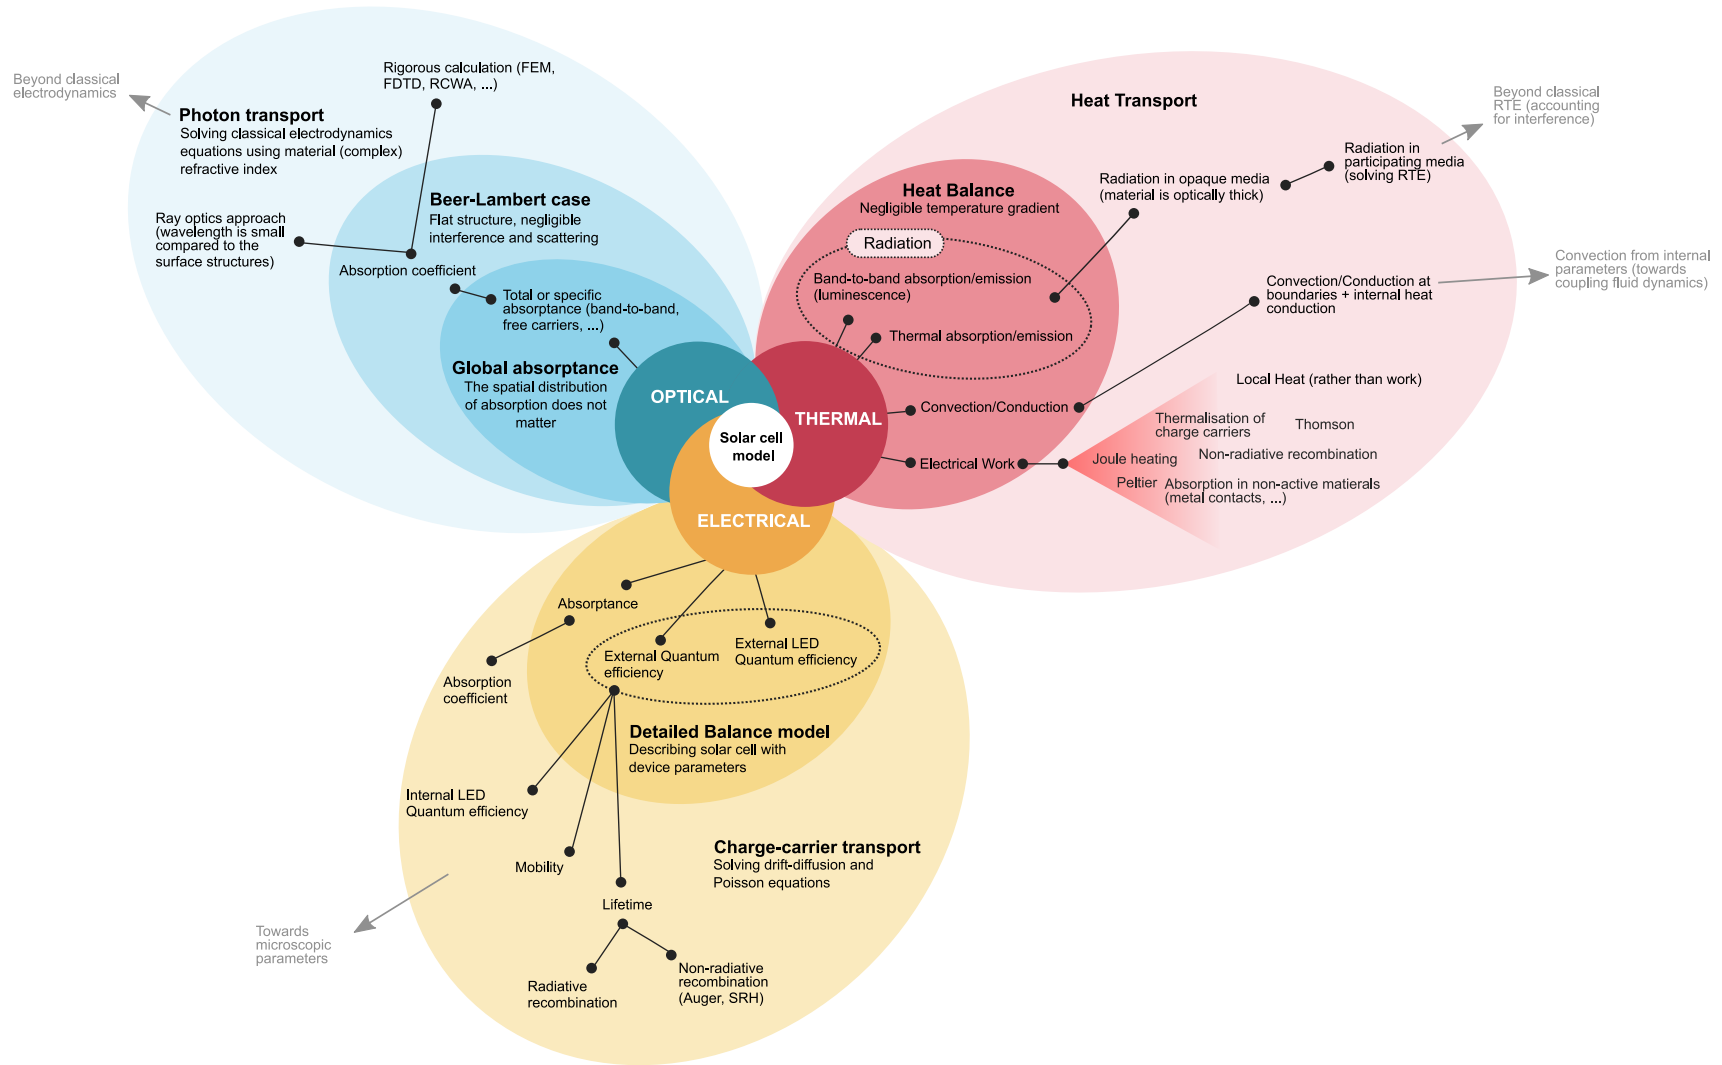 Beyond classical
electrodynamics
Rigorous calculation (FEM,
FDTD, RCWA, ...)
Photon transport
Solving classical electrodynamics
equations using material (complex)
refractive index
Beer-Lambert case
Flat structure, negligible
interference and scattering
Ray optics approach
(wavelength is small
compared to the
surface structures)
Absorption coefficient
Total or specific
absorptance (band-to-band,
free carriers, ...)
Global absorptance
The spatial distribution
of absorption does not
matter
OPTICAL
Solar cell
model
THERMAL
ELECTRICAL
Heat Transport
Beyond classical
RTE (accounting
for interference)
Radiation in
participating media
(solving RTE)
Radiation in opaque media
(material is optically thick)
Heat Balance
Negligible temperature gradient
Radiation
Band-to-band absorption/emission
(luminescence)
Thermal absorption/emission
Convection from internal
parameters (towards
coupling fluid dynamics)
Convection/Conduction at
boundaries + internal heat
conduction
Convection/Conduction
Electrical Work
Local Heat (rather than work)
Thermalisation of
charge carriers
Thomson
Joule heating
Non-radiative recombination
Peltier
Absorption in non-active matierals
(metal contacts, ...)
Absorptance
External Quantum
efficiency
External LED
Quantum efficiency
Absorption
coefficient
Detailed Balance model
Describing solar cell with
device parameters
Internal LED
Quantum efficiency
Mobility
Charge-carrier transport
Solving drift-diffusion and
Poisson equations
Lifetime
Towards
microscopic
parameters
Radiative
recombination
Non-radiative
recombination
(Auger, SRH)